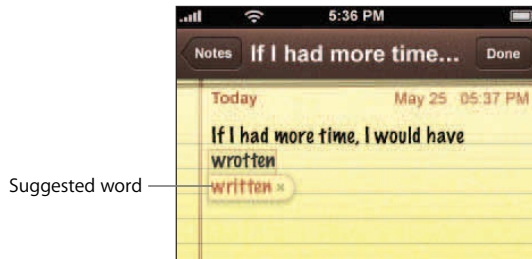 5:36 PM
Notes If I had more time... Done
Today May 25 05:37 PM
If I had more time, I would have
wrotten
Suggested word written ×